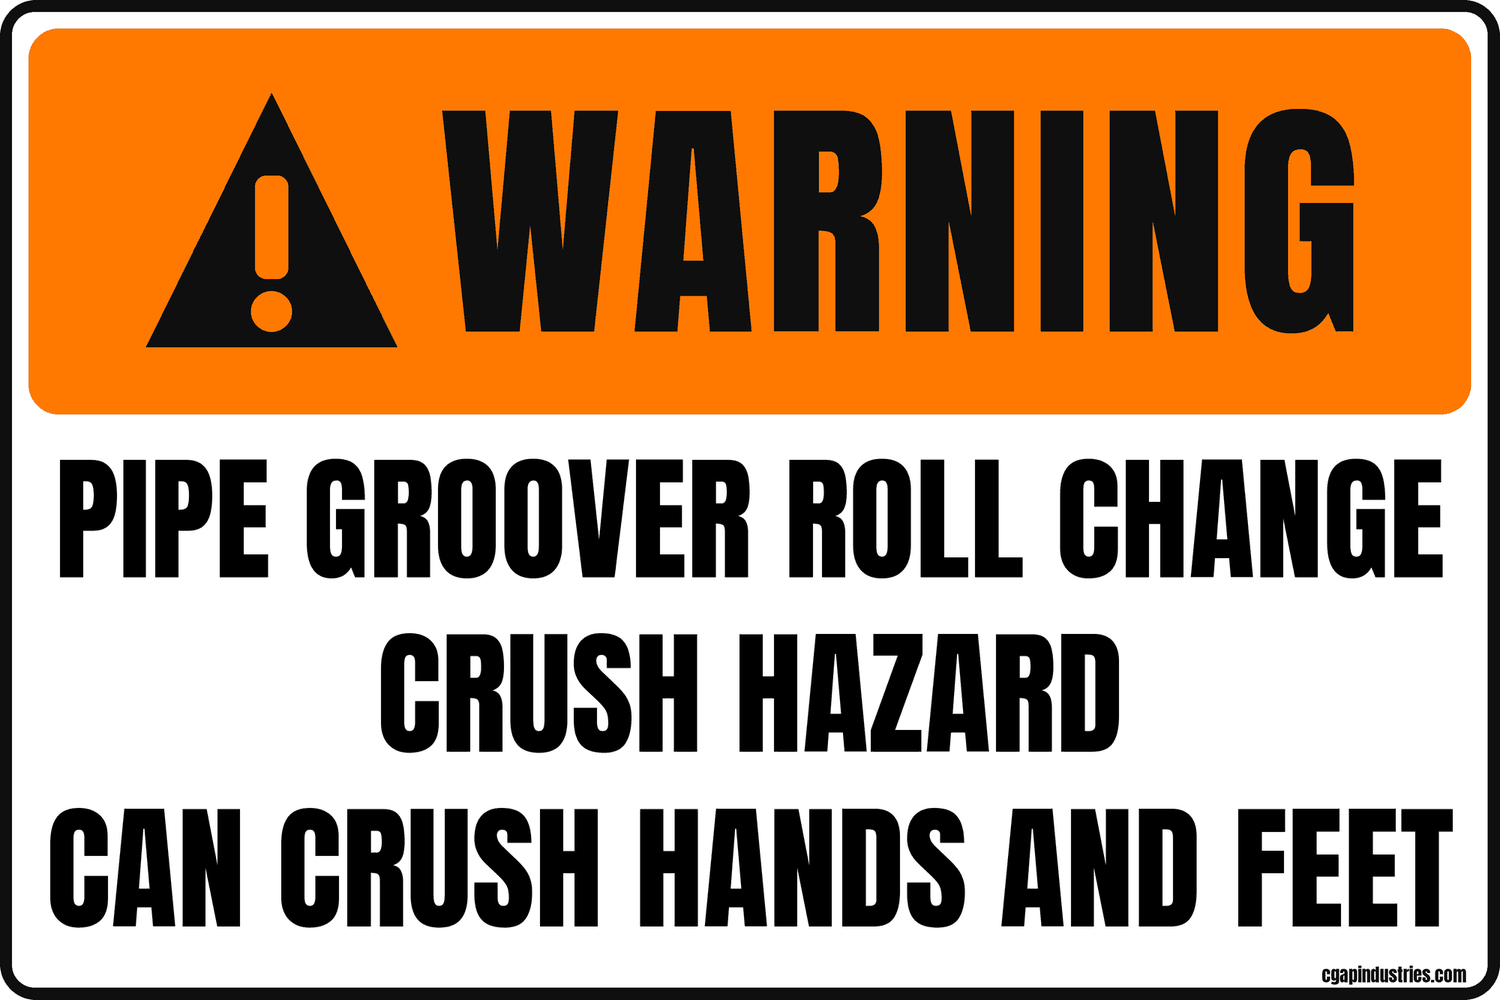 WARNING
PIPE GROOVER ROLL CHANGE
CRUSH HAZARD
CAN CRUSH HANDS AND FEET
cgapindustries.com